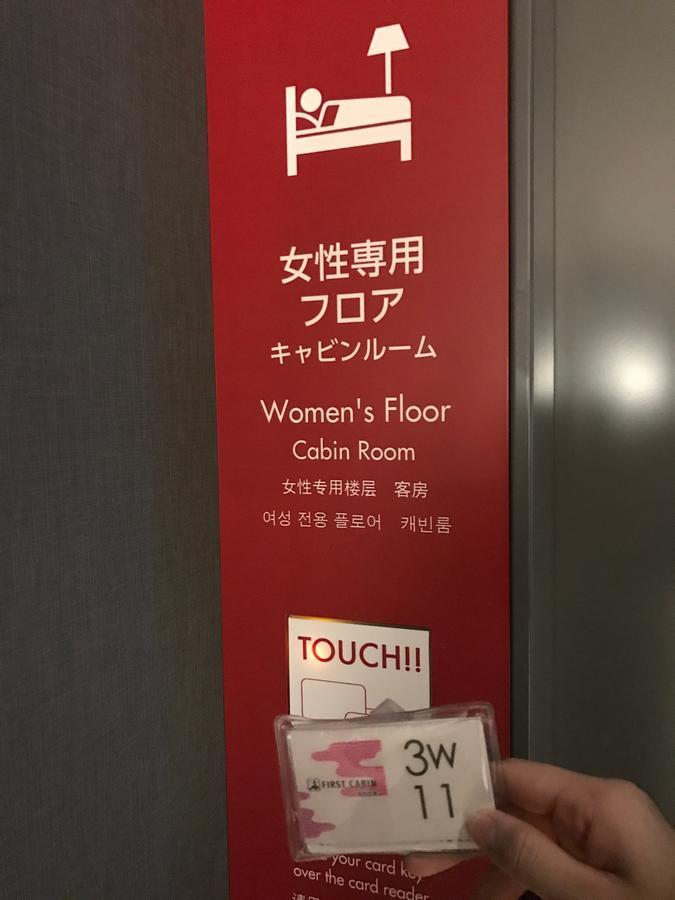 女性専用
フロア
キャビンルーム
Women's Floor
Cabin Room
女性专用楼层 客房
여성 전용 플로어 캐빈룸
TOUCH!!
FIRST CABIN
3W
11
your card key
over the card reader